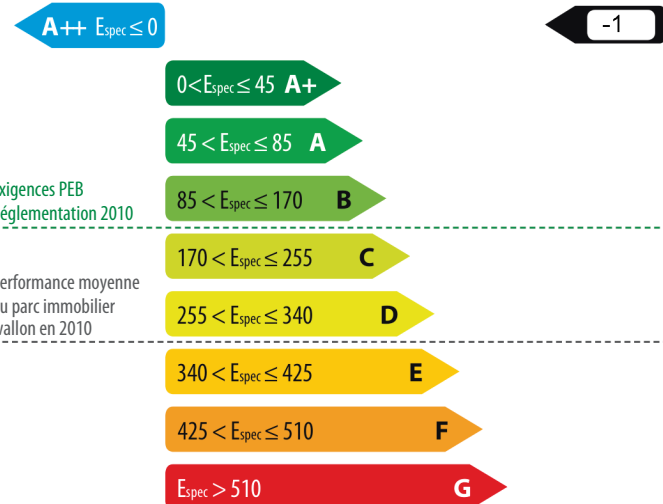 A++ Espec ≤ 0
-1
0<Espec ≤ 45 A+
45 < Espec ≤ 85 A
xigences PEB
églementation 2010
85 < Espec ≤ 170 B
170 < Espec ≤ 255 C
erformance moyenne
u parc immobilier
vallon en 2010
255 < Espec ≤ 340 D
340 < Espec ≤ 425 E
425 < Espec ≤ 510 F
Espec > 510 G